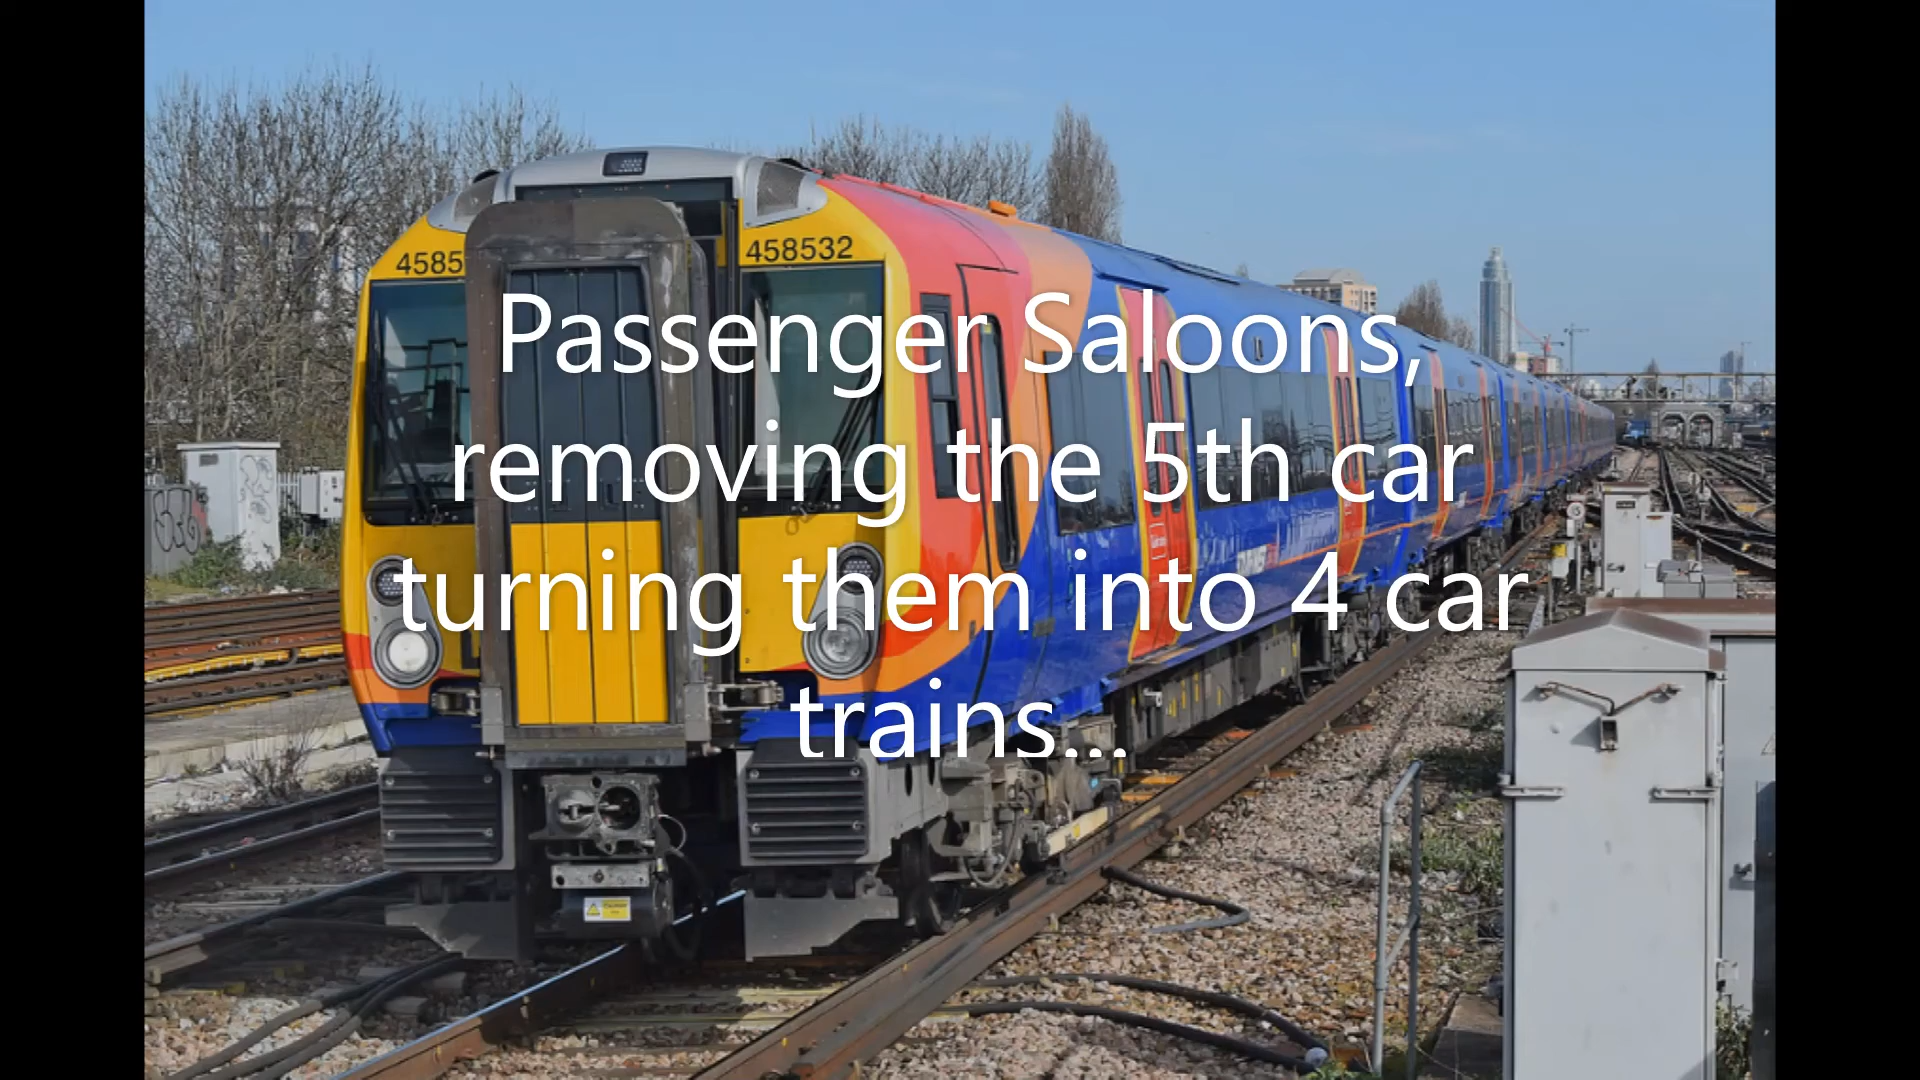 4585
458532
Passenger Saloons,
removing the 5th car
turning them into 4 car
trains...